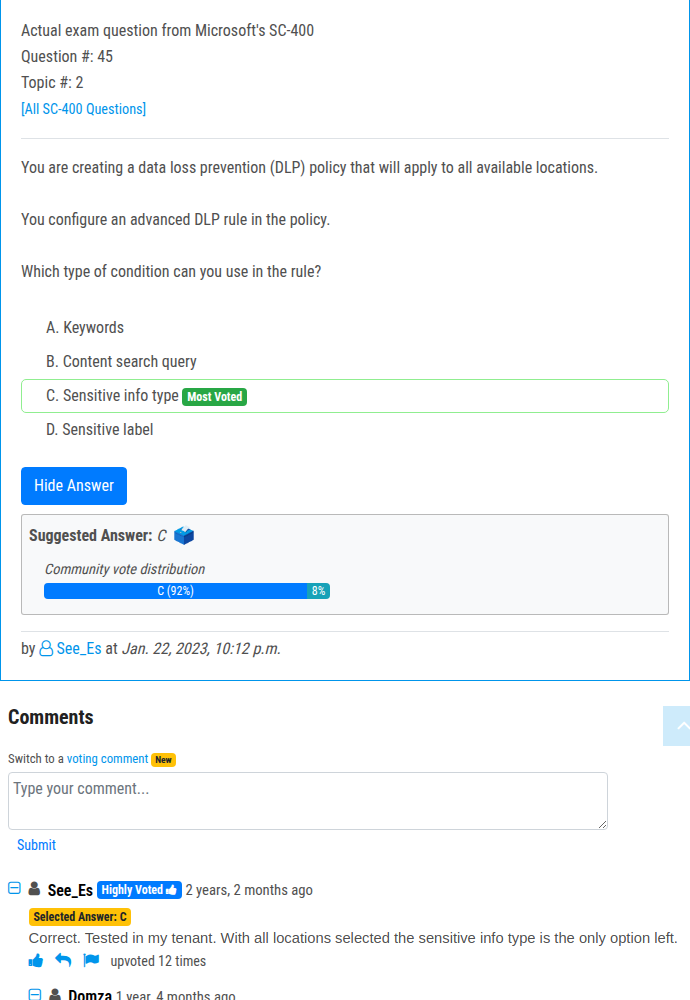 Actual exam question from Microsoft's SC-400
Question #: 45
Topic #: 2
[All SC-400 Questions]
You are creating a data loss prevention (DLP) policy that will apply to all available locations.
You configure an advanced DLP rule in the policy.
Which type of condition can you use in the rule?
A. Keywords
B. Content search query
C. Sensitive info type Most Voted
D. Sensitive label
Hide Answer
Suggested Answer: C
Community vote distribution
C (92%) 8%
by See_Es at Jan. 22, 2023, 10:12 p.m.
Comments
Switch to a voting comment New
Type your comment...
Submit
See_Es Highly Voted 2 years, 2 months ago
Selected Answer: C
Correct. Tested in my tenant. With all locations selected the sensitive info type is the only option left.
upvoted 12 times
Domza 1 year, 4 months ago